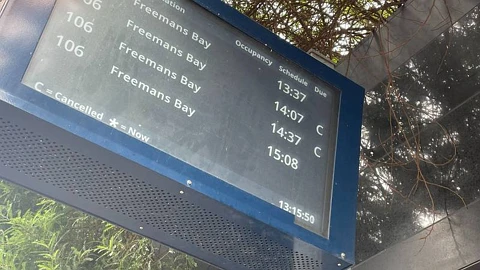 Occupancy Schedule Due
Freemans Bay 13:37
Freemans Bay 14:07 C
106 Freemans Bay 14:37 C
106 Freemans Bay 15:08
C = Cancelled * = Now
13:15:50